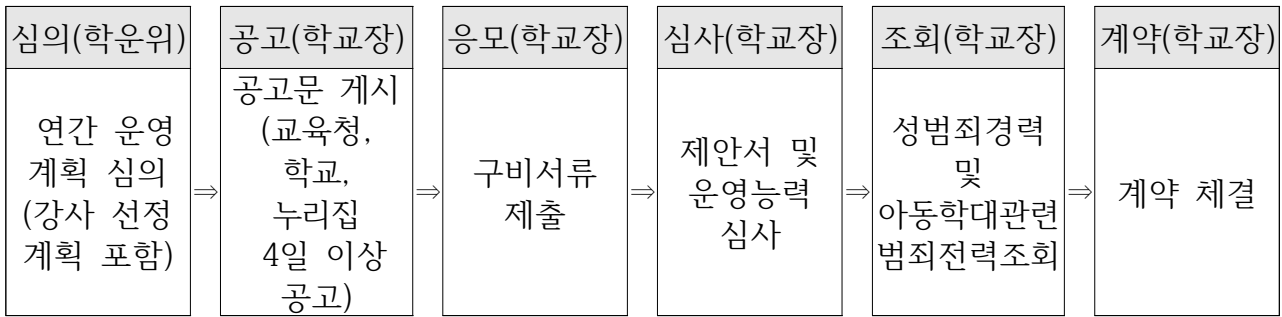 심의(학운위)
연간 운영
계획 심의
(강사 선정
계획 포함)
⇒
공고(학교장)
공고문 게시
(교육청,
학교,
누리집
4일 이상
공고)
⇒
응모(학교장)
구비서류
제출
⇒
심사(학교장)
제안서 및
운영능력
심사
⇒
조회(학교장)
성범죄경력
및
아동학대관련
범죄전력조회
⇒
계약(학교장)
계약 체결